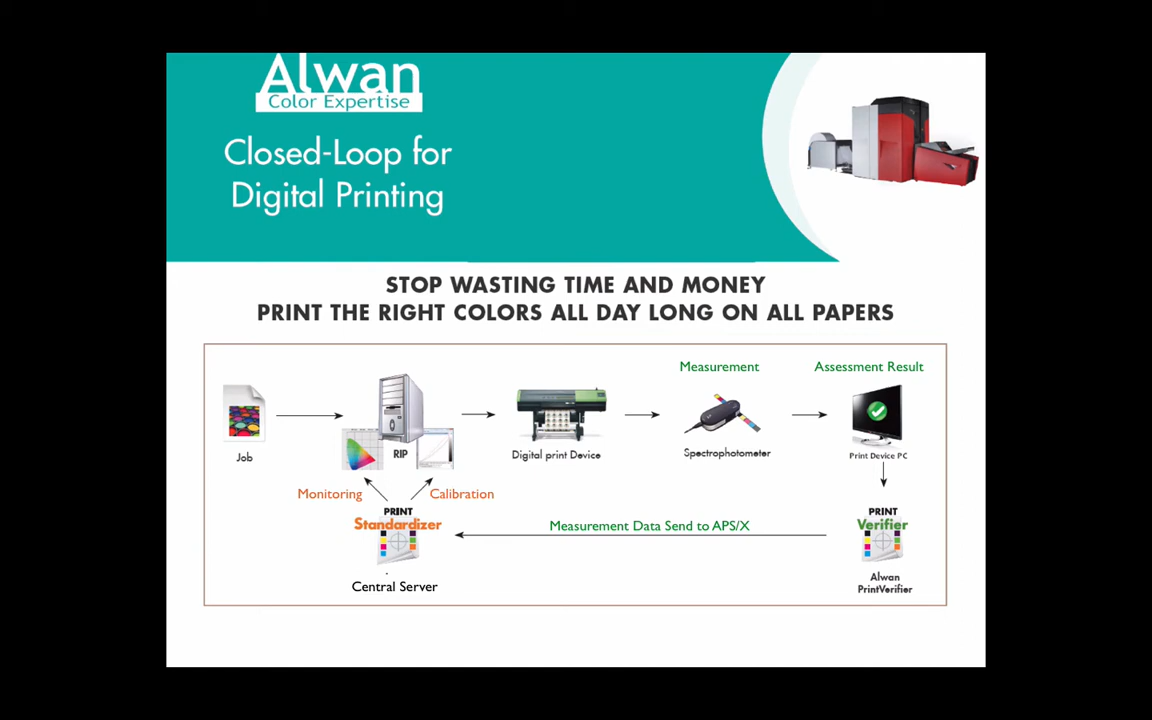 Alwan
Color Expertise
Closed-Loop for
Digital Printing
STOP WASTING TIME AND MONEY
PRINT THE RIGHT COLORS ALL DAY LONG ON ALL PAPERS
Measurement
Assessment Result
Job
RIP
Digital print Device
Spectrophotometer
Print Device PC
Monitoring
Calibration
PRINT
Standardizer
Central Server
Measurement Data Send to APS/X
PRINT
Verifier
Alwan
PrintVerifier